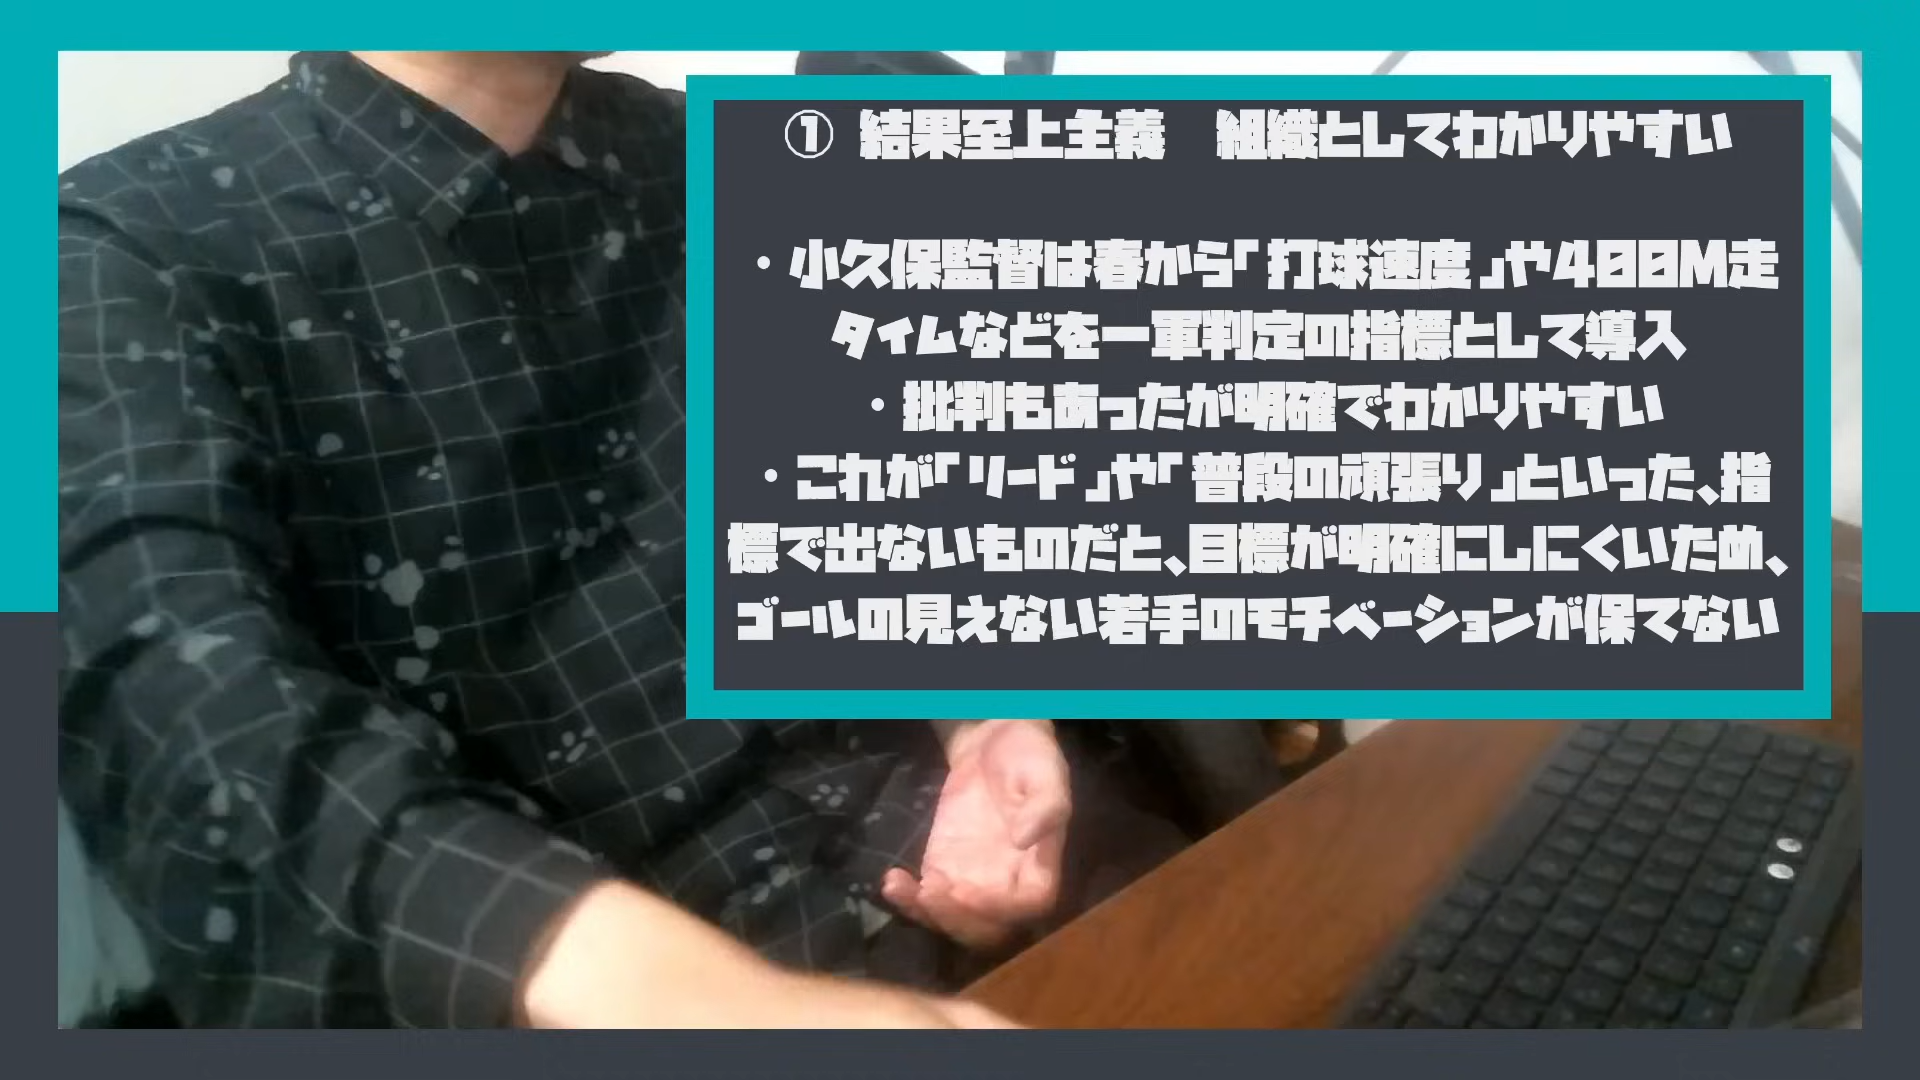 ① 結果至上主義　組織としてわかりやすい
・小久保監督は春から「打球速度」や400M走
タイムなどを一軍判定の指標として導入
・批判もあったが明確でわかりやすい
・これが「リード」や「普段の頑張り」といった、指
標で出ないものだと、目標が明確にしにくいため、
ゴールの見えない若手のモチベーションが保てない